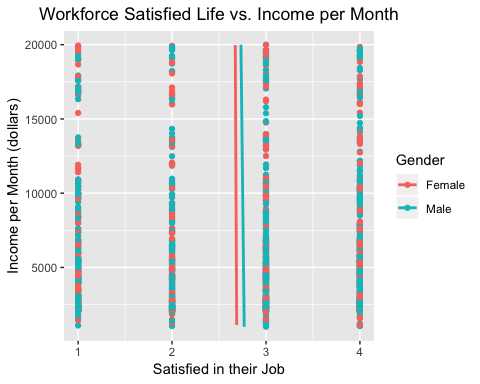 Workforce Satisfied Life vs. Income per Month
Income per Month (dollars)
20000
15000
10000
5000
1 2 3 4
Satisfied in their Job
Gender
Female
Male